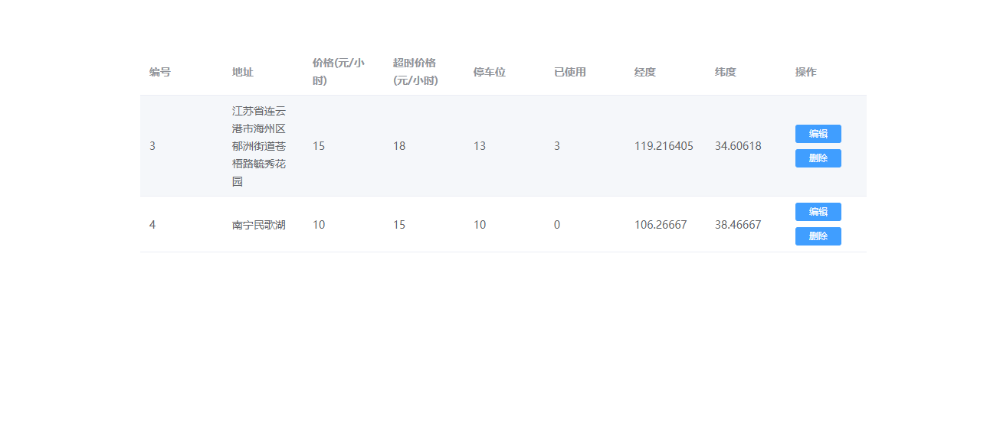 编号 地址 价格(元/小时) 超时价格(元/小时) 停车位 已使用 经度 纬度 操作
3 江苏省连云港市海州区郁洲街道苍梧路毓秀花园 15 18 13 3 119.216405 34.60618 编辑 删除
4 南宁民歌湖 10 15 10 0 106.26667 38.46667 编辑 删除